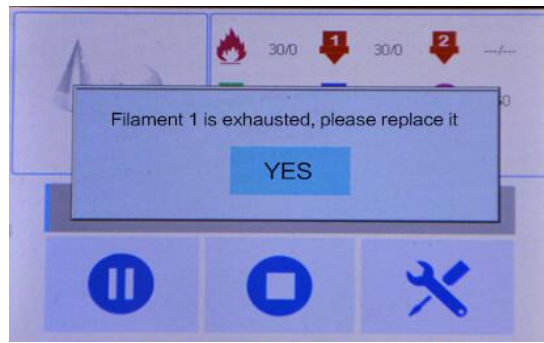 30/0 1 30/0 2 ---/---
Filament 1 is exhausted, please replace it
YES